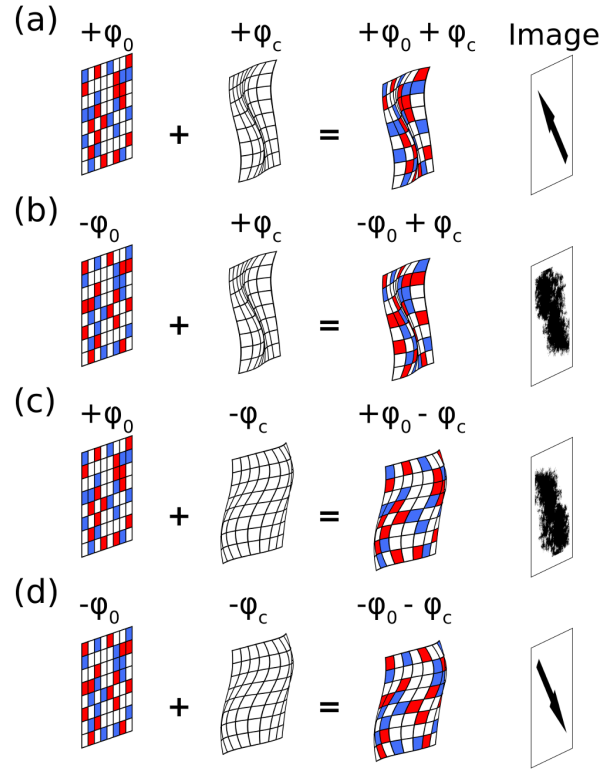 (a)
+φ₀ +φc +φ₀ + φc Image
+ =
(b)
-φ₀ +φc -φ₀ + φc
+ =
(c)
+φ₀ -φc +φ₀ - φc
+ =
(d)
-φ₀ -φc -φ₀ - φc
+ =